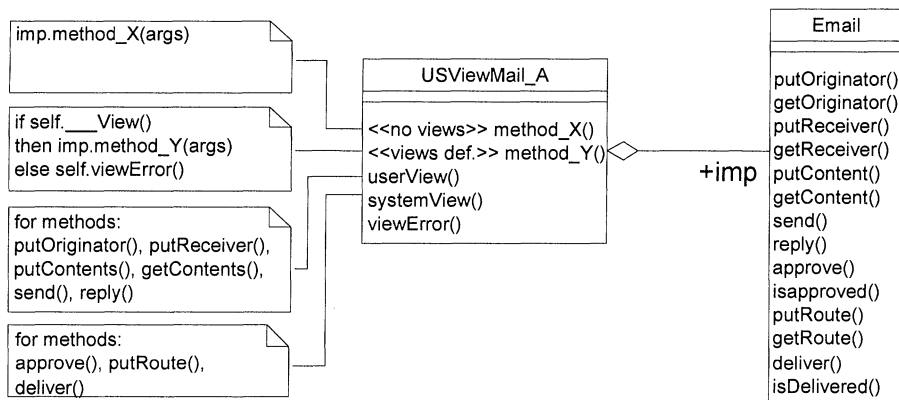 imp.method_X(args)
if self.___View()
then imp.method_Y(args)
else self.viewError()
for methods:
putOriginator(), putReceiver(),
putContents(), getContents(),
send(), reply()
for methods:
approve(), putRoute(),
deliver()
USViewMail_A
<<no views>> method_X()
<<views def.>> method_Y()
userView()
systemView()
viewError()
+imp
Email
putOriginator()
getOriginator()
putReceiver()
getReceiver()
putContent()
getContent()
send()
reply()
approve()
isapproved()
putRoute()
getRoute()
deliver()
isDelivered()